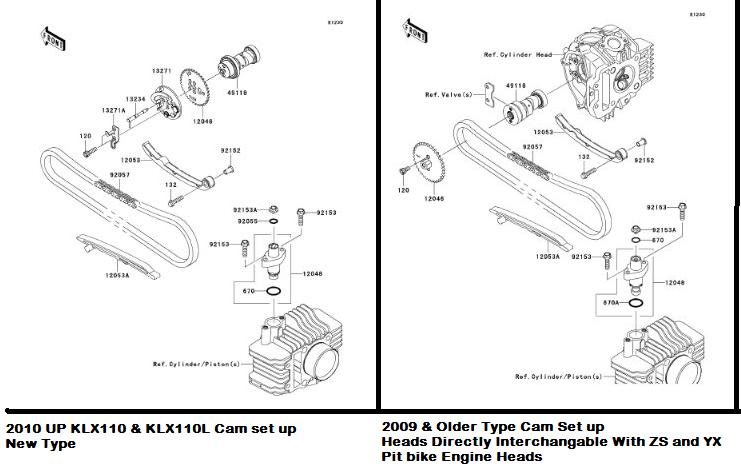 E1230
FRONT
13271
13234
13271A
49118
12046
120
12053
92152
92057
132
92153A
92055
92153
92153
12053A
12048
670
Ref.Cylinder/Piston(s)
2010 UP KLX110 & KLX110L Cam set up
New Type
E1230
FRONT
Ref.Cylinder Head
49118
Ref.Valve(s)
12053
92057
132
92152
120
12046
92153
92153A
670
92153
12053A
12048
670A
Ref.Cylinder/Piston(s)
2009 & Older Type Cam Set up
Heads Directly Interchangable With ZS and YX
Pit bike Engine Heads